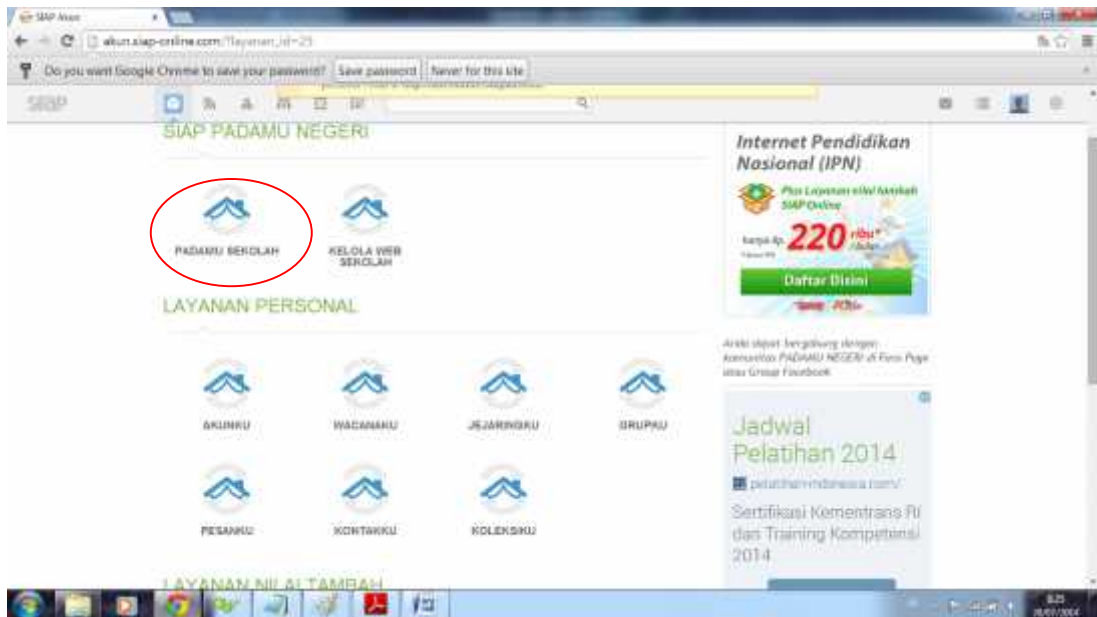 SIAP Akun
akun.siap-online.com/?layanan_id=25
Do you want Google Chrome to save your password? Save password Never for this site
SIAP
SIAP PADAMU NEGERI
PADAMU SEKOLAH
KELOLA WEB
SEKOLAH
LAYANAN PERSONAL
AKUNKU
WACANAKU
JEJARINGKU
GRUPKU
PESANKU
KONTAKKU
KOLEKSIKU
LAYANAN NILAI TAMBAH
Internet Pendidikan
Nasional (IPN)
Plus Layanan nilai tambah
SIAP Online
hanya Rp. 220 ribu*
/bulan
Daftar Disini
Anda dapat bergabung dengan
komunitas PADAMU NEGERI di Fans Page
atau Group Facebook
Jadwal
Pelatihan 2014
pelatihan-indonesia.com/
Sertifikasi Kementrans RI
dan Training Kompetensi
2014
8:25